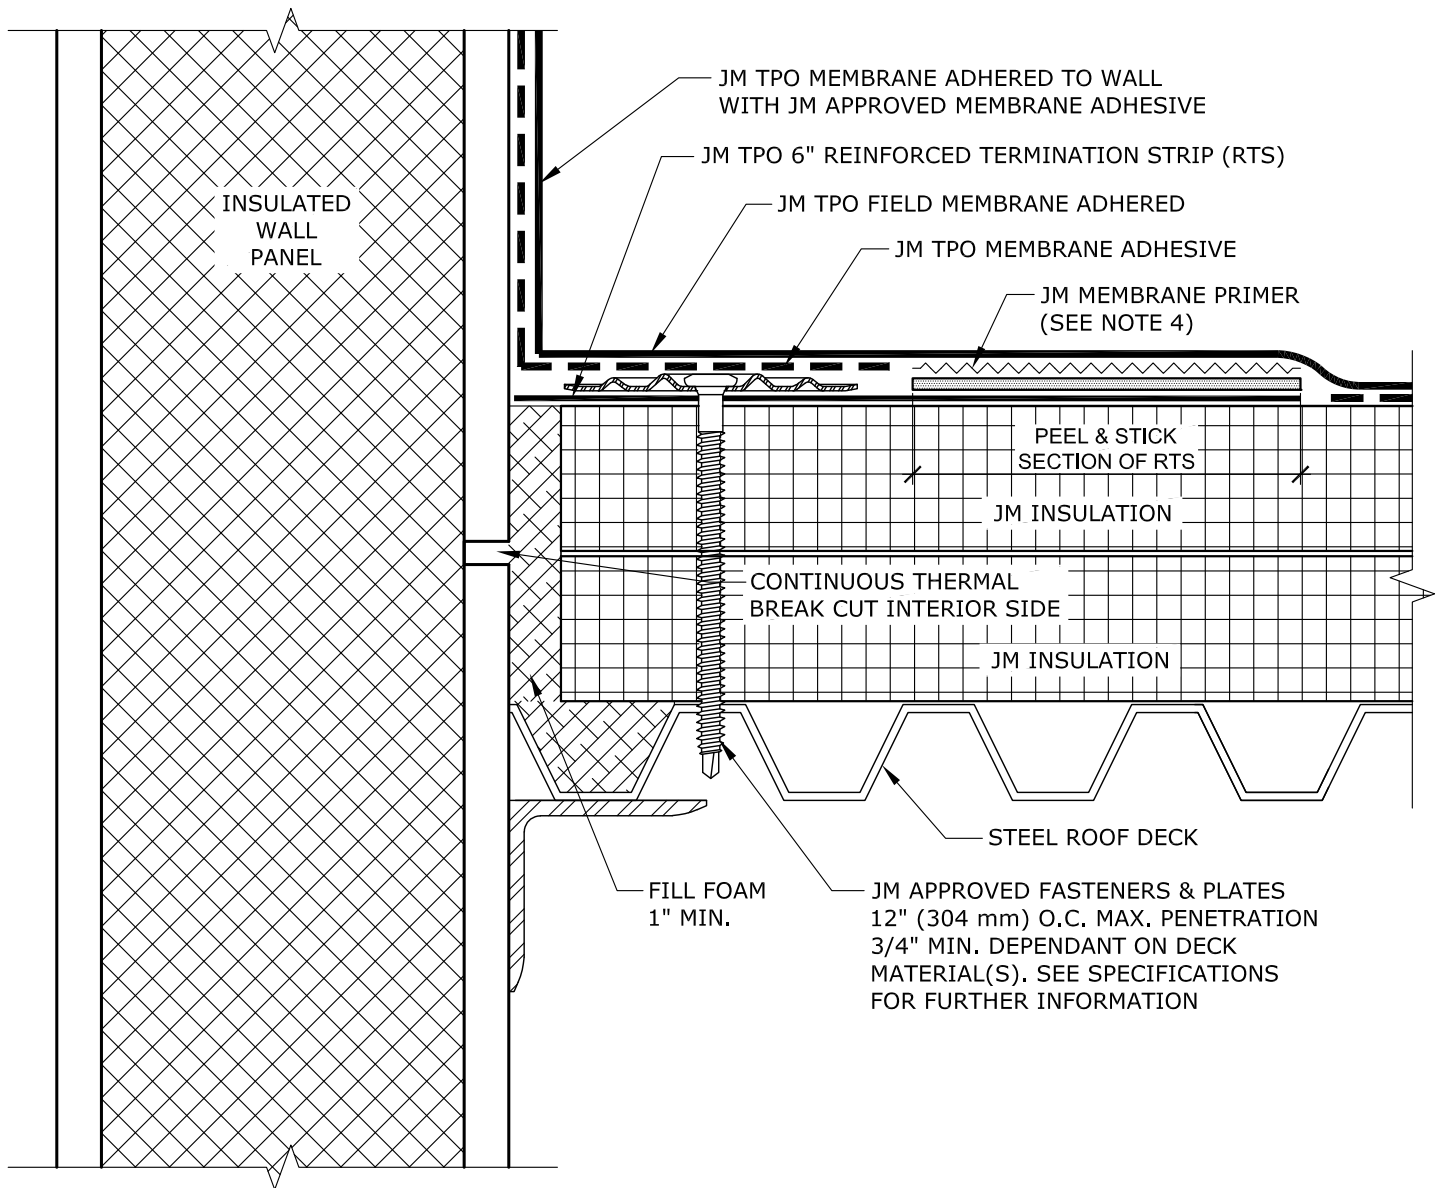 JM TPO MEMBRANE ADHERED TO WALL
WITH JM APPROVED MEMBRANE ADHESIVE
JM TPO 6" REINFORCED TERMINATION STRIP (RTS)
INSULATED
WALL
PANEL
JM TPO FIELD MEMBRANE ADHERED
JM TPO MEMBRANE ADHESIVE
JM MEMBRANE PRIMER
(SEE NOTE 4)
PEEL & STICK
SECTION OF RTS
JM INSULATION
CONTINUOUS THERMAL
BREAK CUT INTERIOR SIDE
JM INSULATION
STEEL ROOF DECK
FILL FOAM
1" MIN.
JM APPROVED FASTENERS & PLATES
12" (304 mm) O.C. MAX. PENETRATION
3/4" MIN. DEPENDANT ON DECK
MATERIAL(S). SEE SPECIFICATIONS
FOR FURTHER INFORMATION